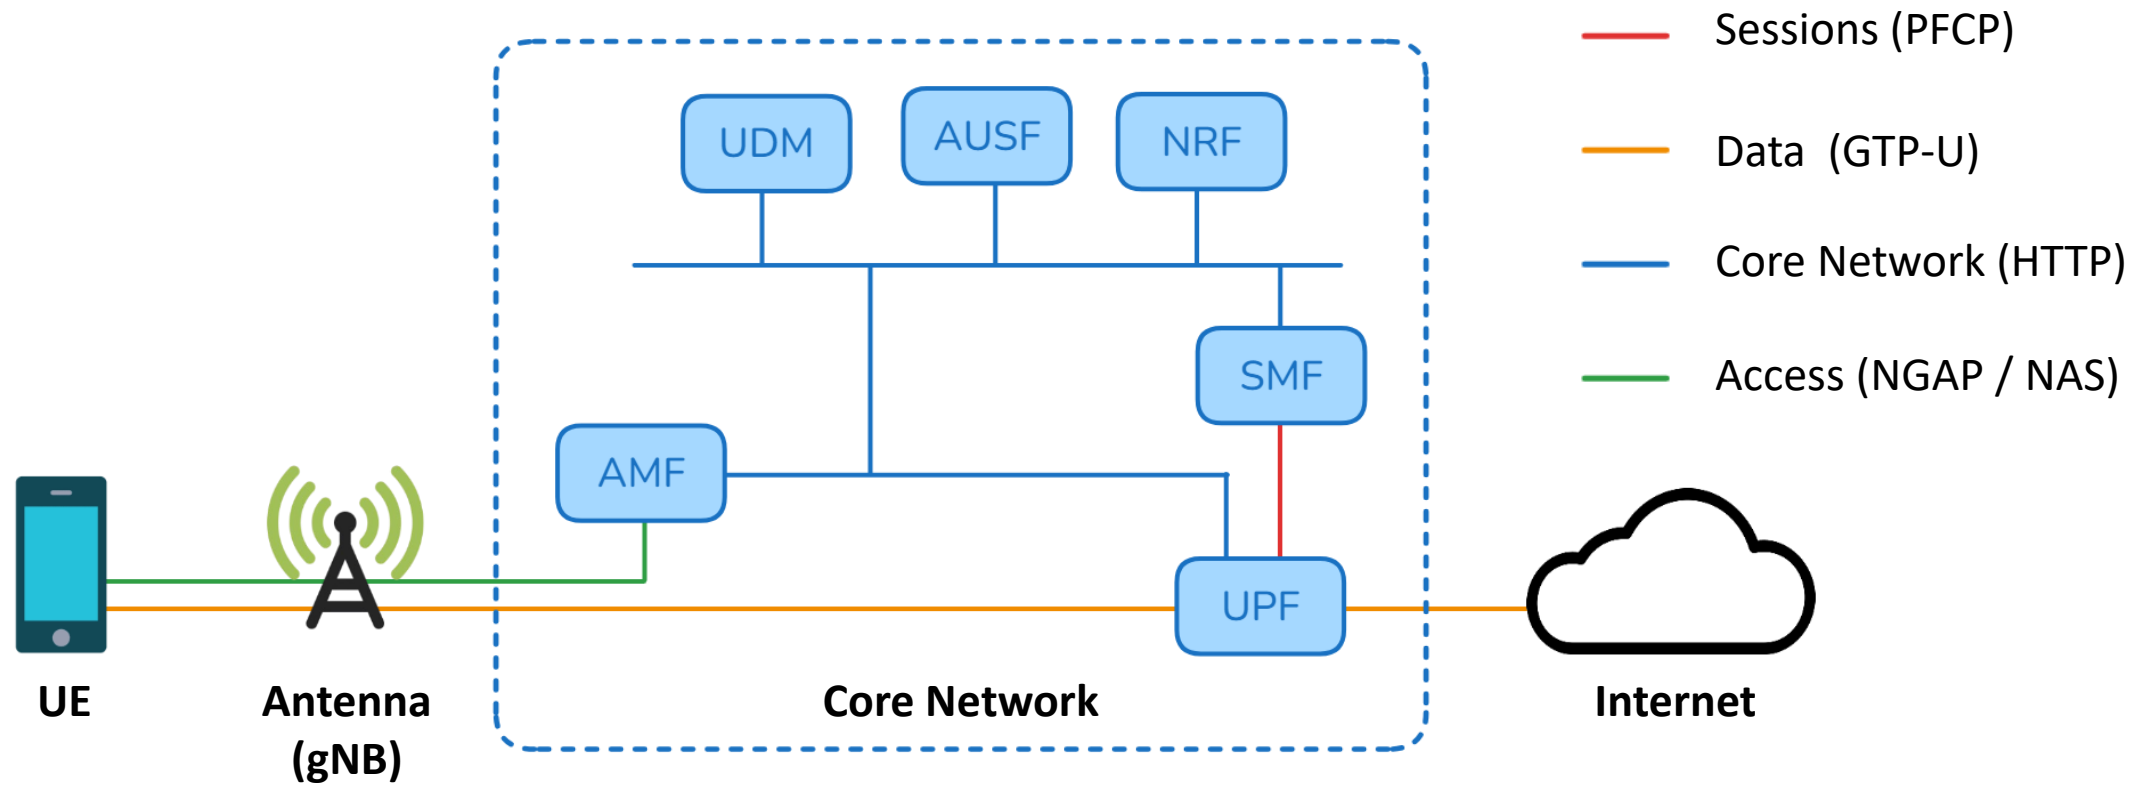 Sessions (PFCP)
Data (GTP-U)
Core Network (HTTP)
Access (NGAP / NAS)
UDM
AUSF
NRF
SMF
AMF
UPF
UE
Antenna
(gNB)
Core Network
Internet